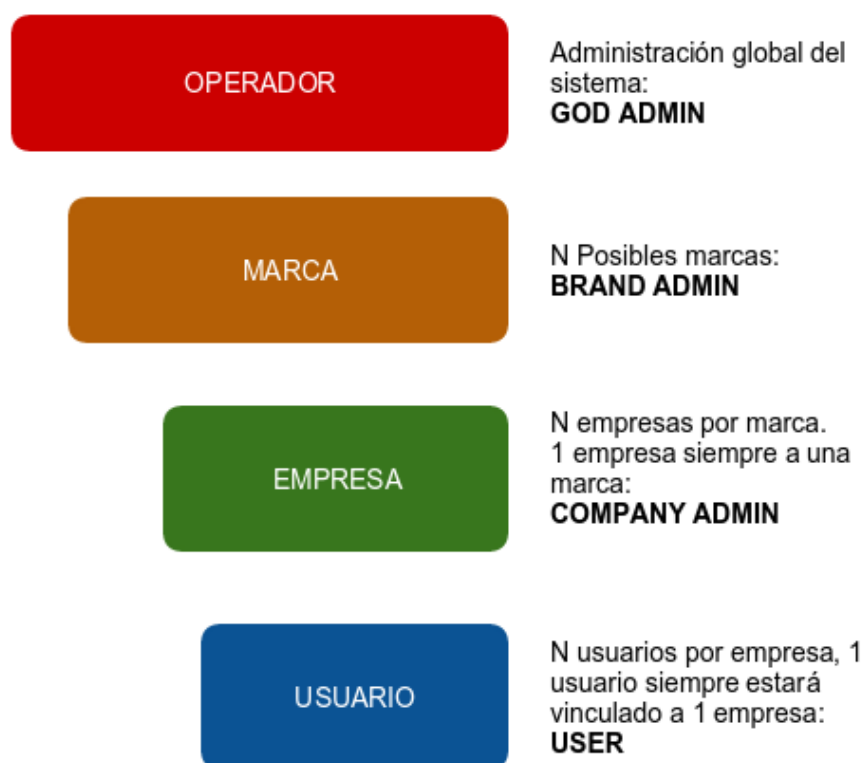 OPERADOR
Administración global del
sistema:
GOD ADMIN
MARCA
N Posibles marcas:
BRAND ADMIN
EMPRESA
N empresas por marca.
1 empresa siempre a una
marca:
COMPANY ADMIN
USUARIO
N usuarios por empresa, 1
usuario siempre estará
vinculado a 1 empresa:
USER